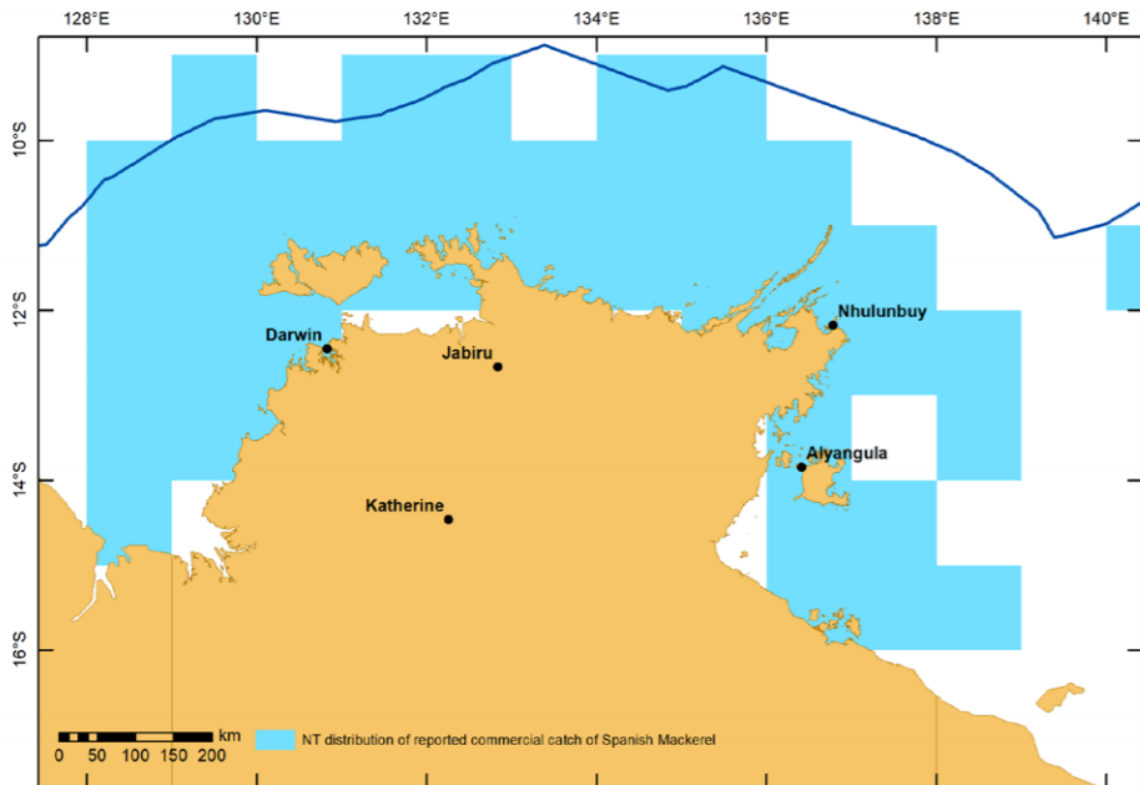 128°E 130°E 132°E 134°E 136°E 138°E 140°E
10°S
12°S
14°S
16°S
Nhulunbuy
Darwin
Jabiru
Alyangula
Katherine
km
0 50 100 150 200
NT distribution of reported commercial catch of Spanish Mackerel